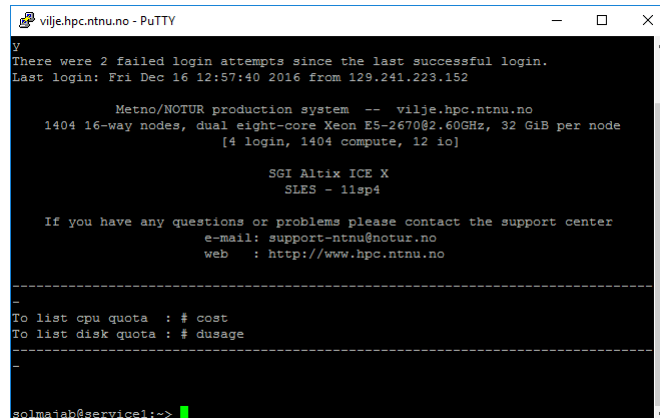 vilje.hpc.ntnu.no - PuTTY
y
There were 2 failed login attempts since the last successful login.
Last login: Fri Dec 16 12:57:40 2016 from 129.241.223.152
Metno/NOTUR production system -- vilje.hpc.ntnu.no
1404 16-way nodes, dual eight-core Xeon E5-2670@2.60GHz, 32 GiB per node
[4 login, 1404 compute, 12 io]
SGI Altix ICE X
SLES - 11sp4
If you have any questions or problems please contact the support center
e-mail: support-ntnu@notur.no
web : http://www.hpc.ntnu.no
--------------------------------------------------------------------------------
-
To list cpu quota : # cost
To list disk quota : # dusage
--------------------------------------------------------------------------------
-
solmajab@service1:~>